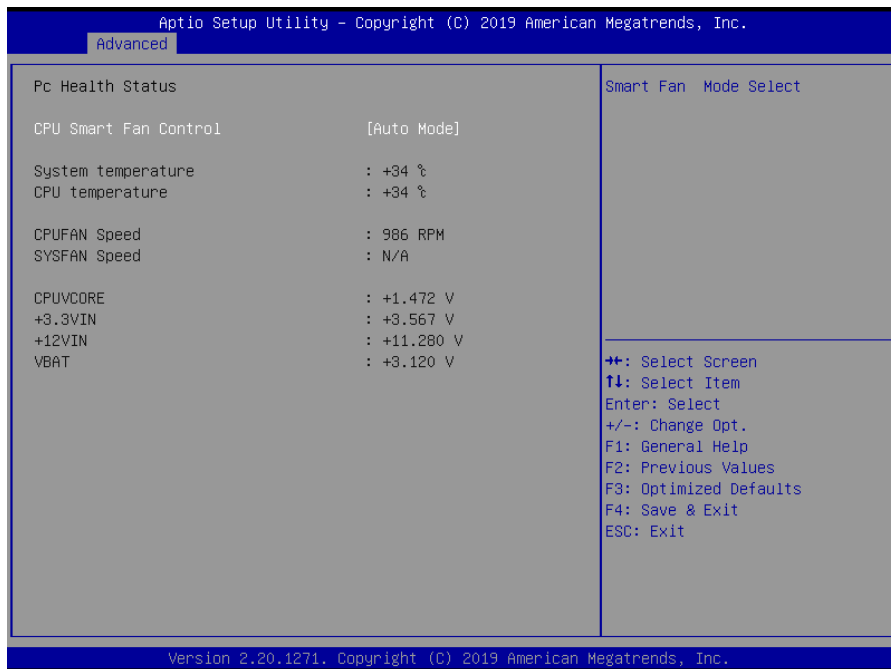 Aptio Setup Utility – Copyright (C) 2019 American Megatrends, Inc.
Advanced
Pc Health Status
CPU Smart Fan Control [Auto Mode]
System temperature : +34 ℃
CPU temperature : +34 ℃
CPUFAN Speed : 986 RPM
SYSFAN Speed : N/A
CPUVCORE : +1.472 V
+3.3VIN : +3.567 V
+12VIN : +11.280 V
VBAT : +3.120 V
Smart Fan Mode Select
→←: Select Screen
↑↓: Select Item
Enter: Select
+/-: Change Opt.
F1: General Help
F2: Previous Values
F3: Optimized Defaults
F4: Save & Exit
ESC: Exit
Version 2.20.1271. Copyright (C) 2019 American Megatrends, Inc.